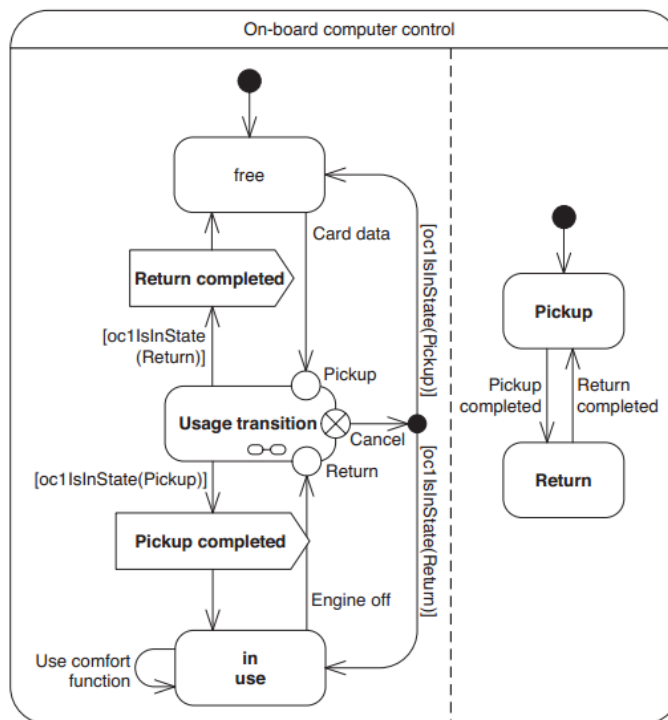 On-board computer control
free
Card data
Return completed
[oc1IsInState
(Return)]
Pickup
Usage transition
Cancel
Return
[oc1IsInState(Pickup)]
Pickup completed
Engine off
Use comfort
function
in
use
[oc1IsInState(Pickup)]
[oc1IsInState(Return)]
Pickup
Pickup
completed
Return
completed
Return